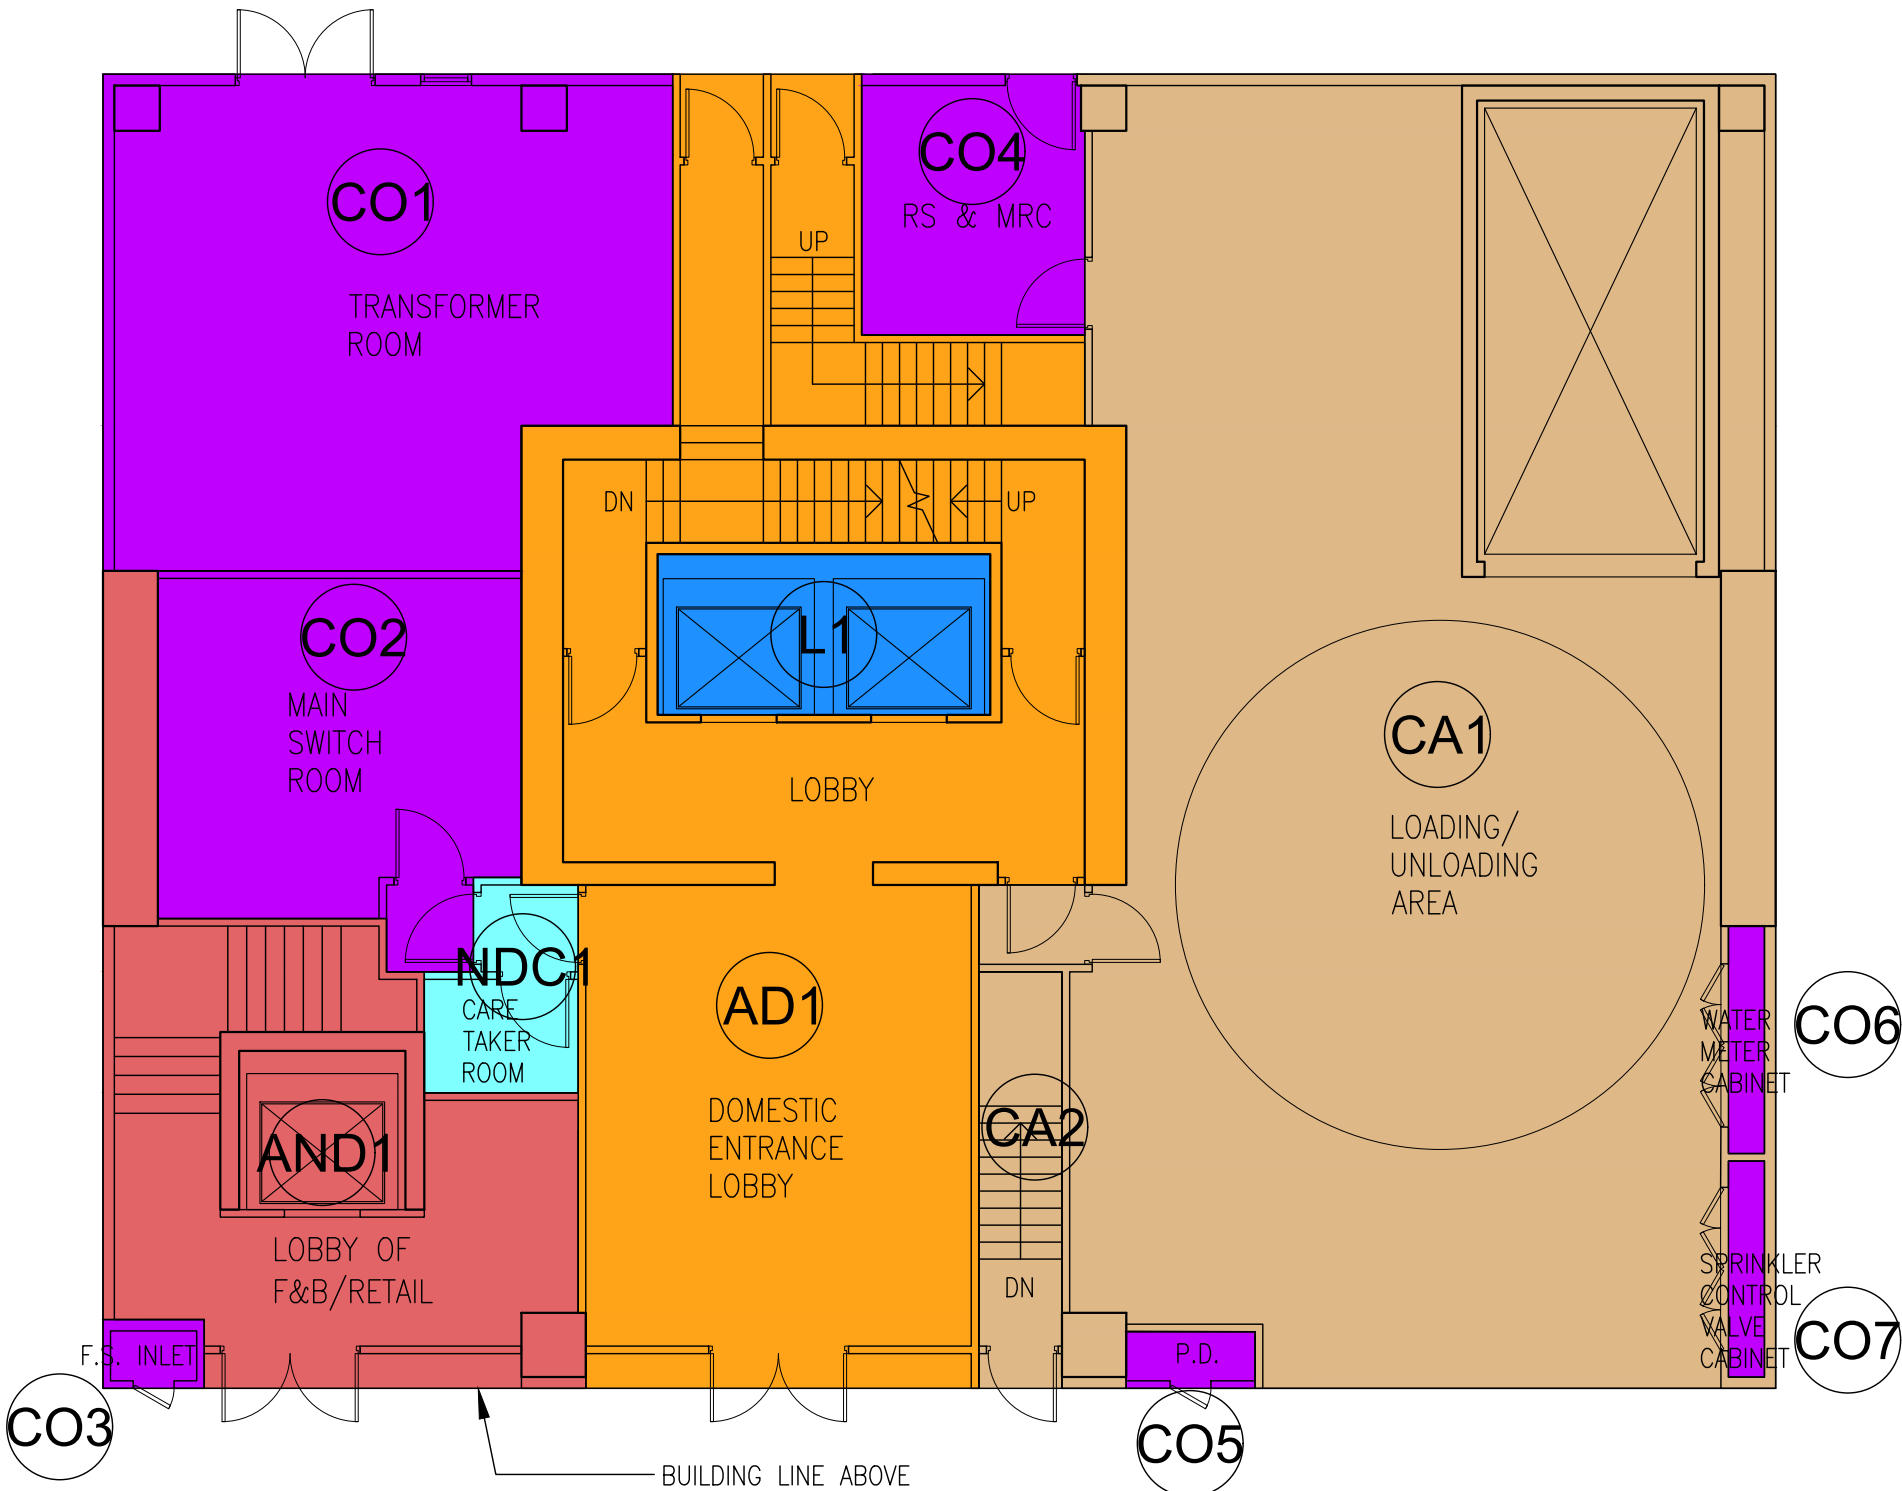 CO1
TRANSFORMER
ROOM
UP
CO4
RS & MRC
DN
UP
L1
LOBBY
CO2
MAIN
SWITCH
ROOM
CA1
LOADING/
UNLOADING
AREA
NDC1
CARE
TAKER
ROOM
AD1
DOMESTIC
ENTRANCE
LOBBY
CA2
DN
AND1
LOBBY OF
F&B/RETAIL
WATER
METER
CABINET
CO6
SPRINKLER
CONTROL
VALVE
CABINET
CO7
F.S. INLET
CO3
P.D.
CO5
BUILDING LINE ABOVE